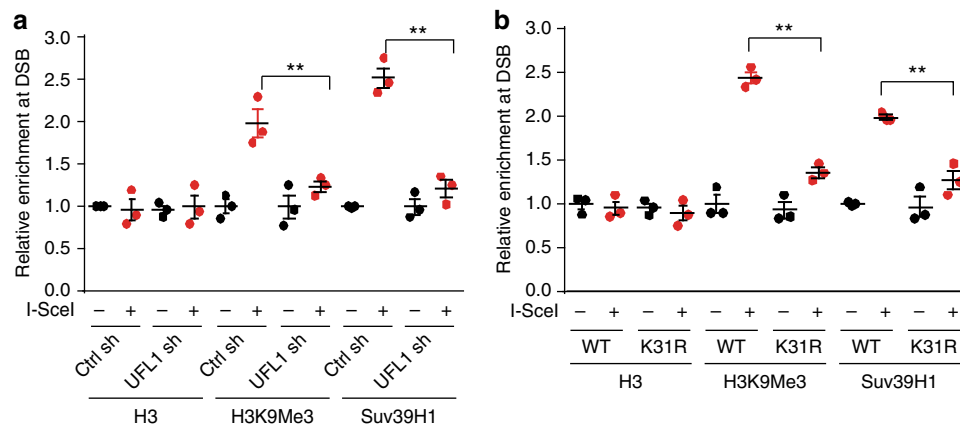 a
Relative enrichment at DSB
3.0
2.5
2.0
1.5
1.0
0.5
0.0
**
**
I-SceI – + – + – + – + – + – +
Ctrl sh UFL1 sh Ctrl sh UFL1 sh Ctrl sh UFL1 sh
H3 H3K9Me3 Suv39H1
b
Relative enrichment at DSB
3.0
2.5
2.0
1.5
1.0
0.5
0.0
**
**
I-SceI – + – + – + – + – + – +
WT K31R WT K31R WT K31R
H3 H3K9Me3 Suv39H1